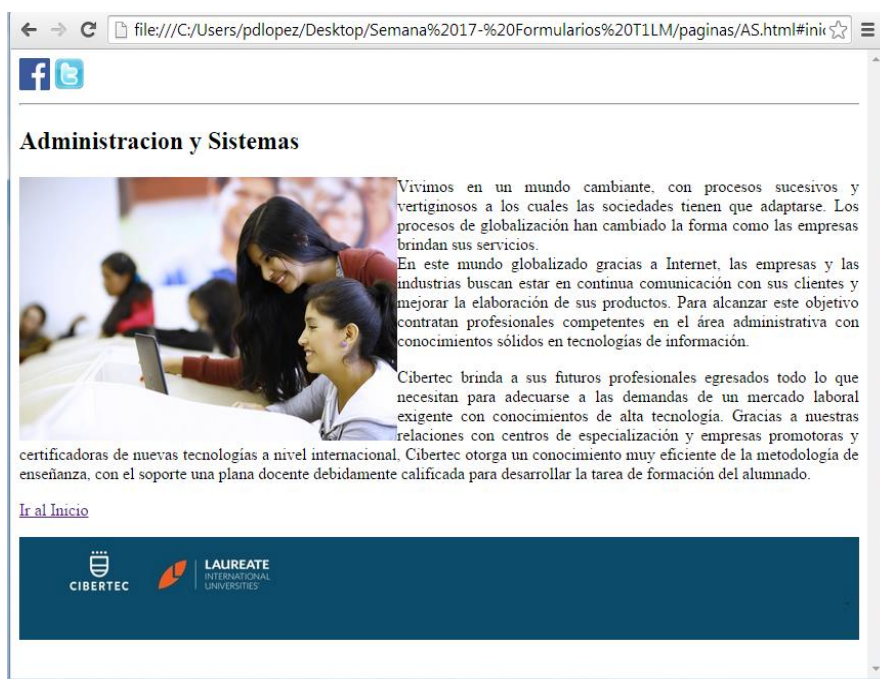 file:///C:/Users/pdlopez/Desktop/Semana%2017-%20Formularios%20T1LM/paginas/AS.html#inic
Administracion y Sistemas
Vivimos en un mundo cambiante, con procesos sucesivos y
vertiginosos a los cuales las sociedades tienen que adaptarse. Los
procesos de globalización han cambiado la forma como las empresas
brindan sus servicios.
En este mundo globalizado gracias a Internet, las empresas y las
industrias buscan estar en continua comunicación con sus clientes y
mejorar la elaboración de sus productos. Para alcanzar este objetivo
contratan profesionales competentes en el área administrativa con
conocimientos sólidos en tecnologías de información.
Cibertec brinda a sus futuros profesionales egresados todo lo que
necesitan para adecuarse a las demandas de un mercado laboral
exigente con conocimientos de alta tecnología. Gracias a nuestras
relaciones con centros de especialización y empresas promotoras y
certificadoras de nuevas tecnologías a nivel internacional, Cibertec otorga un conocimiento muy eficiente de la metodología de
enseñanza, con el soporte una plana docente debidamente calificada para desarrollar la tarea de formación del alumnado.
Ir al Inicio
CIBERTEC
LAUREATE
INTERNATIONAL
UNIVERSITIES